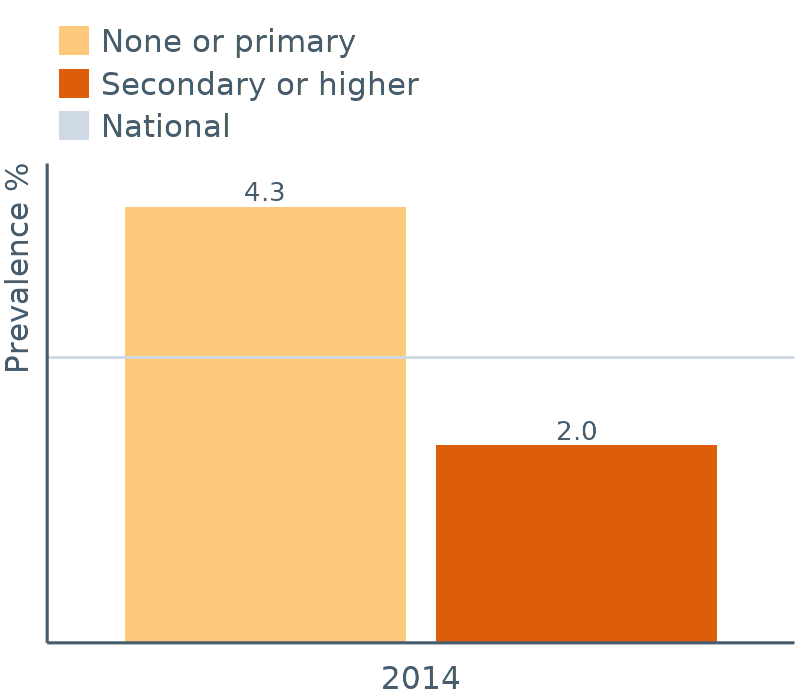 None or primary
Secondary or higher
National
Prevalence %
4.3
2.0
2014